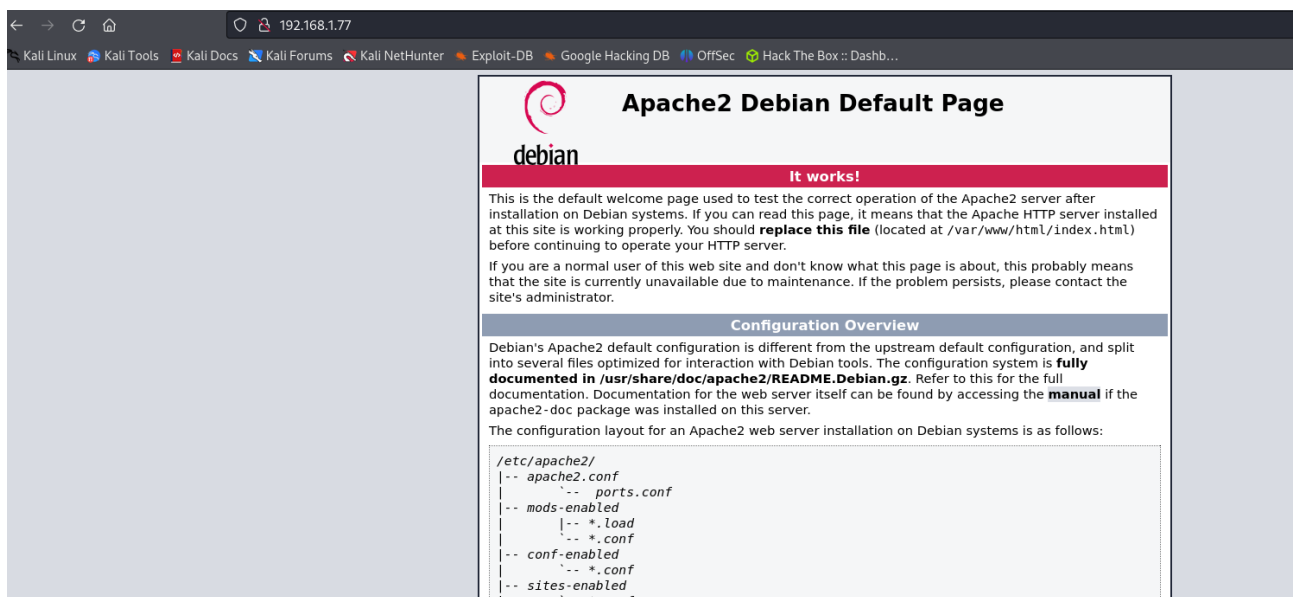 192.168.1.77
Kali Linux Kali Tools Kali Docs Kali Forums Kali NetHunter Exploit-DB Google Hacking DB OffSec Hack The Box :: Dashb...
Apache2 Debian Default Page
debian
It works!
This is the default welcome page used to test the correct operation of the Apache2 server after
installation on Debian systems. If you can read this page, it means that the Apache HTTP server installed
at this site is working properly. You should replace this file (located at /var/www/html/index.html)
before continuing to operate your HTTP server.
If you are a normal user of this web site and don't know what this page is about, this probably means
that the site is currently unavailable due to maintenance. If the problem persists, please contact the
site's administrator.
Configuration Overview
Debian's Apache2 default configuration is different from the upstream default configuration, and split
into several files optimized for interaction with Debian tools. The configuration system is fully
documented in /usr/share/doc/apache2/README.Debian.gz. Refer to this for the full
documentation. Documentation for the web server itself can be found by accessing the manual if the
apache2-doc package was installed on this server.
The configuration layout for an Apache2 web server installation on Debian systems is as follows:
/etc/apache2/
|-- apache2.conf
|       `--  ports.conf
|-- mods-enabled
|       |-- *.load
|       `-- *.conf
|-- conf-enabled
|       `-- *.conf
|-- sites-enabled